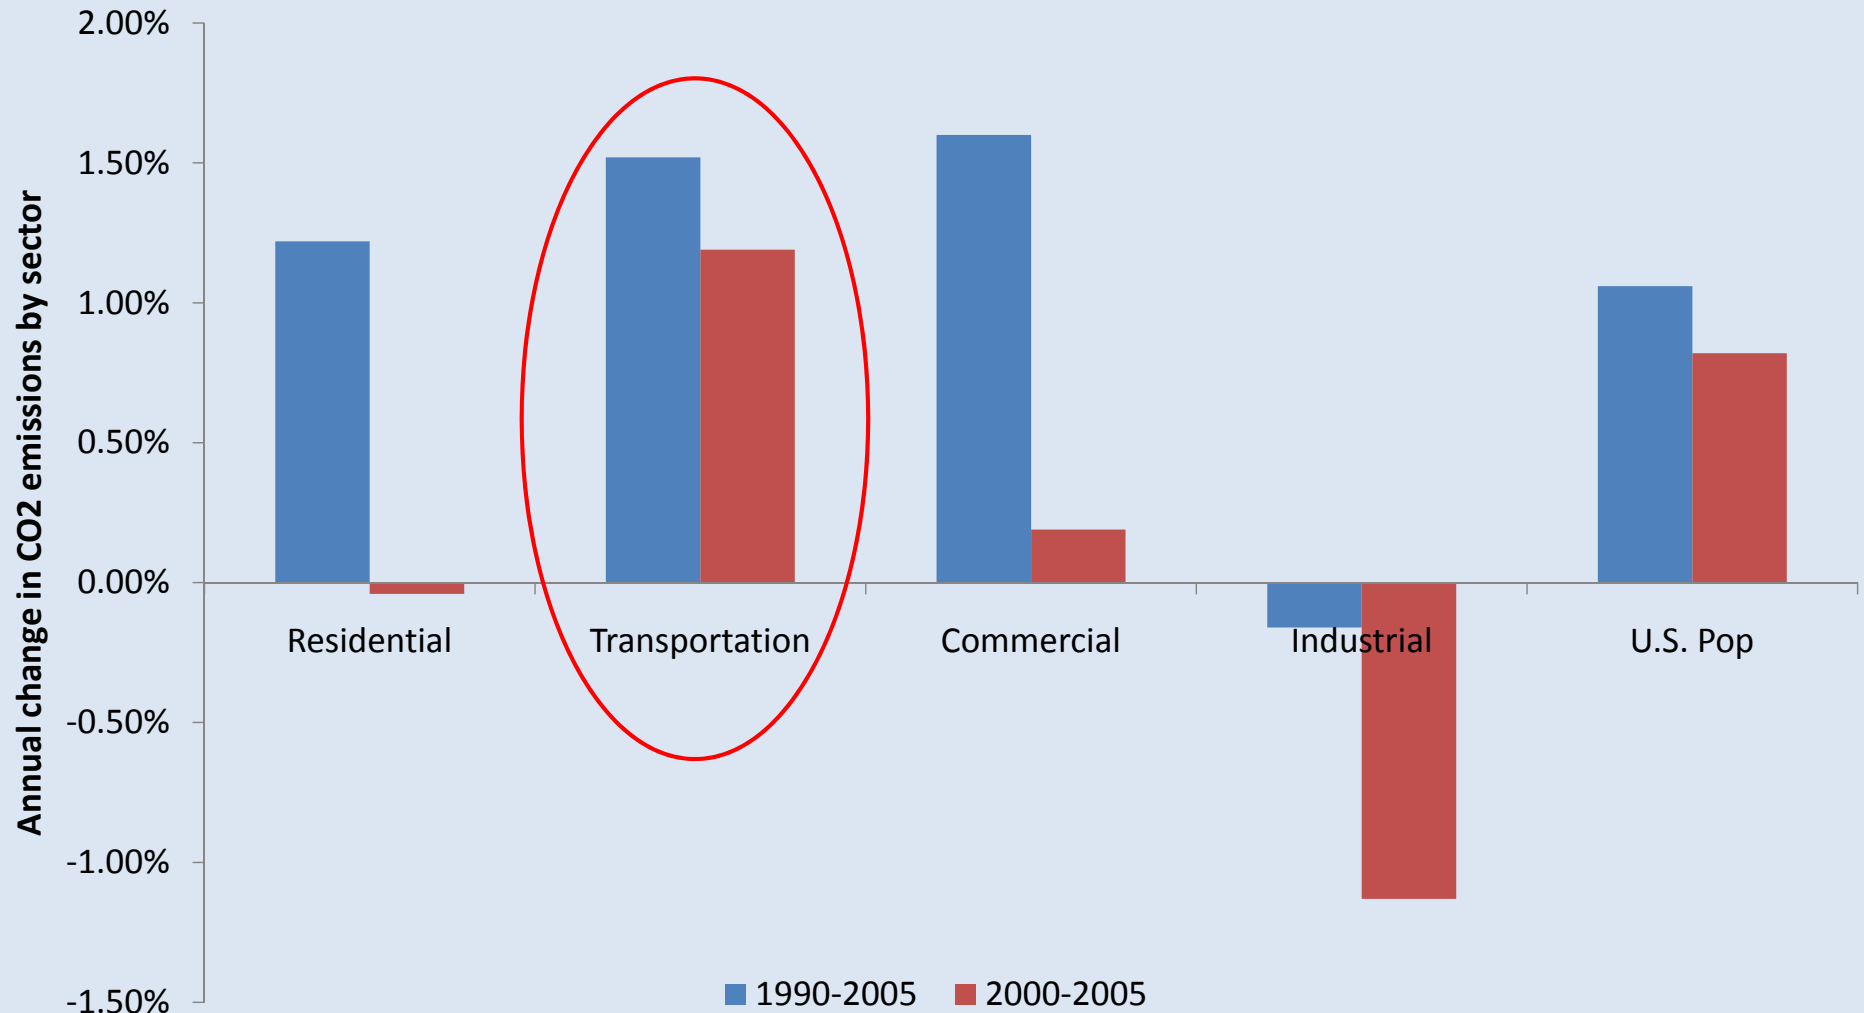 Annual change in CO2 emissions by sector
2.00%
1.50%
1.00%
0.50%
0.00%
-0.50%
-1.00%
-1.50%
Residential
Transportation
Commercial
Industrial
U.S. Pop
1990-2005
2000-2005